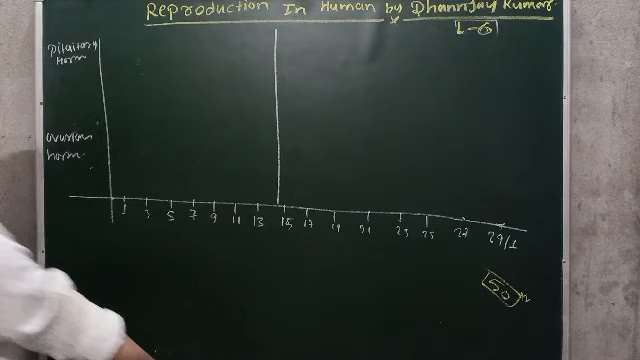 Reproduction In Human by Dhananjay Kumar.
L-6
Pituitary
Horm
ovarian
horm.
1 3 5 7 9 11 13 15 17 19 21 23 25 27 29/1
50